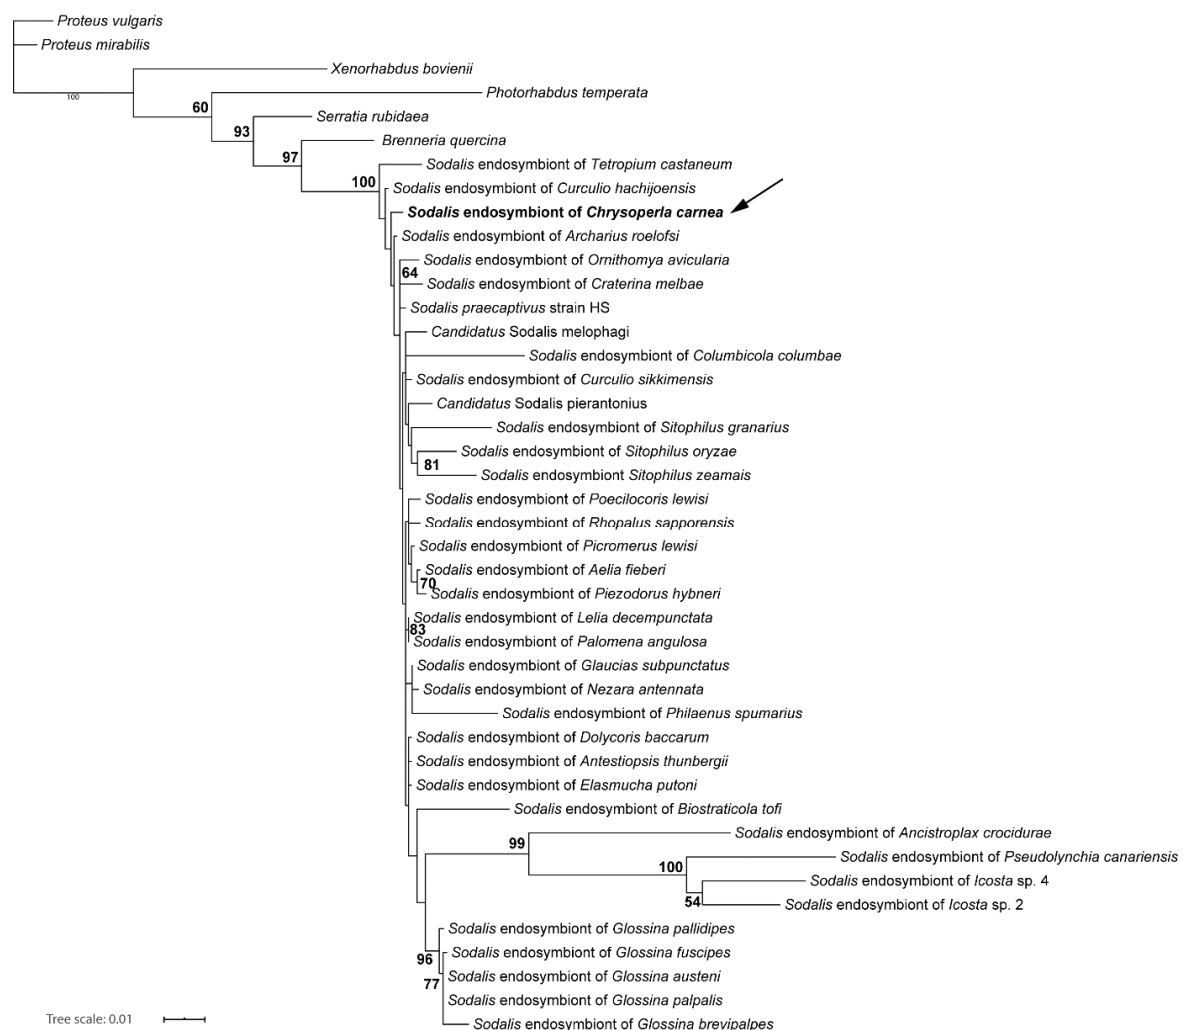 Proteus vulgaris
Proteus mirabilis
Xenorhabdus bovienii
100
Photorhabdus temperata
60
Serratia rubidaea
93
Brenneria quercina
97
Sodalis endosymbiont of Tetropium castaneum
100
Sodalis endosymbiont of Curculio hachijoensis
Sodalis endosymbiont of Chrysoperla carnea
Sodalis endosymbiont of Archarius roelofsi
Sodalis endosymbiont of Ornithomya avicularia
64
Sodalis endosymbiont of Craterina melbae
Sodalis praecaptivus strain HS
Candidatus Sodalis melophagi
Sodalis endosymbiont of Columbicola columbae
Sodalis endosymbiont of Curculio sikkimensis
Candidatus Sodalis pierantonius
Sodalis endosymbiont of Sitophilus granarius
Sodalis endosymbiont of Sitophilus oryzae
81
Sodalis endosymbiont Sitophilus zeamais
Sodalis endosymbiont of Poecilocoris lewisi
Sodalis endosymbiont of Rhopalus sapporensis
Sodalis endosymbiont of Picromerus lewisi
Sodalis endosymbiont of Aelia fieberi
70
Sodalis endosymbiont of Piezodorus hybneri
Sodalis endosymbiont of Lelia decempunctata
83
Sodalis endosymbiont of Palomena angulosa
Sodalis endosymbiont of Glaucias subpunctatus
Sodalis endosymbiont of Nezara antennata
Sodalis endosymbiont of Philaenus spumarius
Sodalis endosymbiont of Dolycoris baccarum
Sodalis endosymbiont of Antestiopsis thunbergii
Sodalis endosymbiont of Elasmucha putoni
Sodalis endosymbiont of Biostraticola tofi
Sodalis endosymbiont of Ancistroplax crocidurae
99
Sodalis endosymbiont of Pseudolynchia canariensis
100
Sodalis endosymbiont of Icosta sp. 4
54
Sodalis endosymbiont of Icosta sp. 2
Sodalis endosymbiont of Glossina pallidipes
Sodalis endosymbiont of Glossina fuscipes
96
Sodalis endosymbiont of Glossina austeni
77
Sodalis endosymbiont of Glossina palpalis
Sodalis endosymbiont of Glossina brevipalpes
Tree scale: 0.01